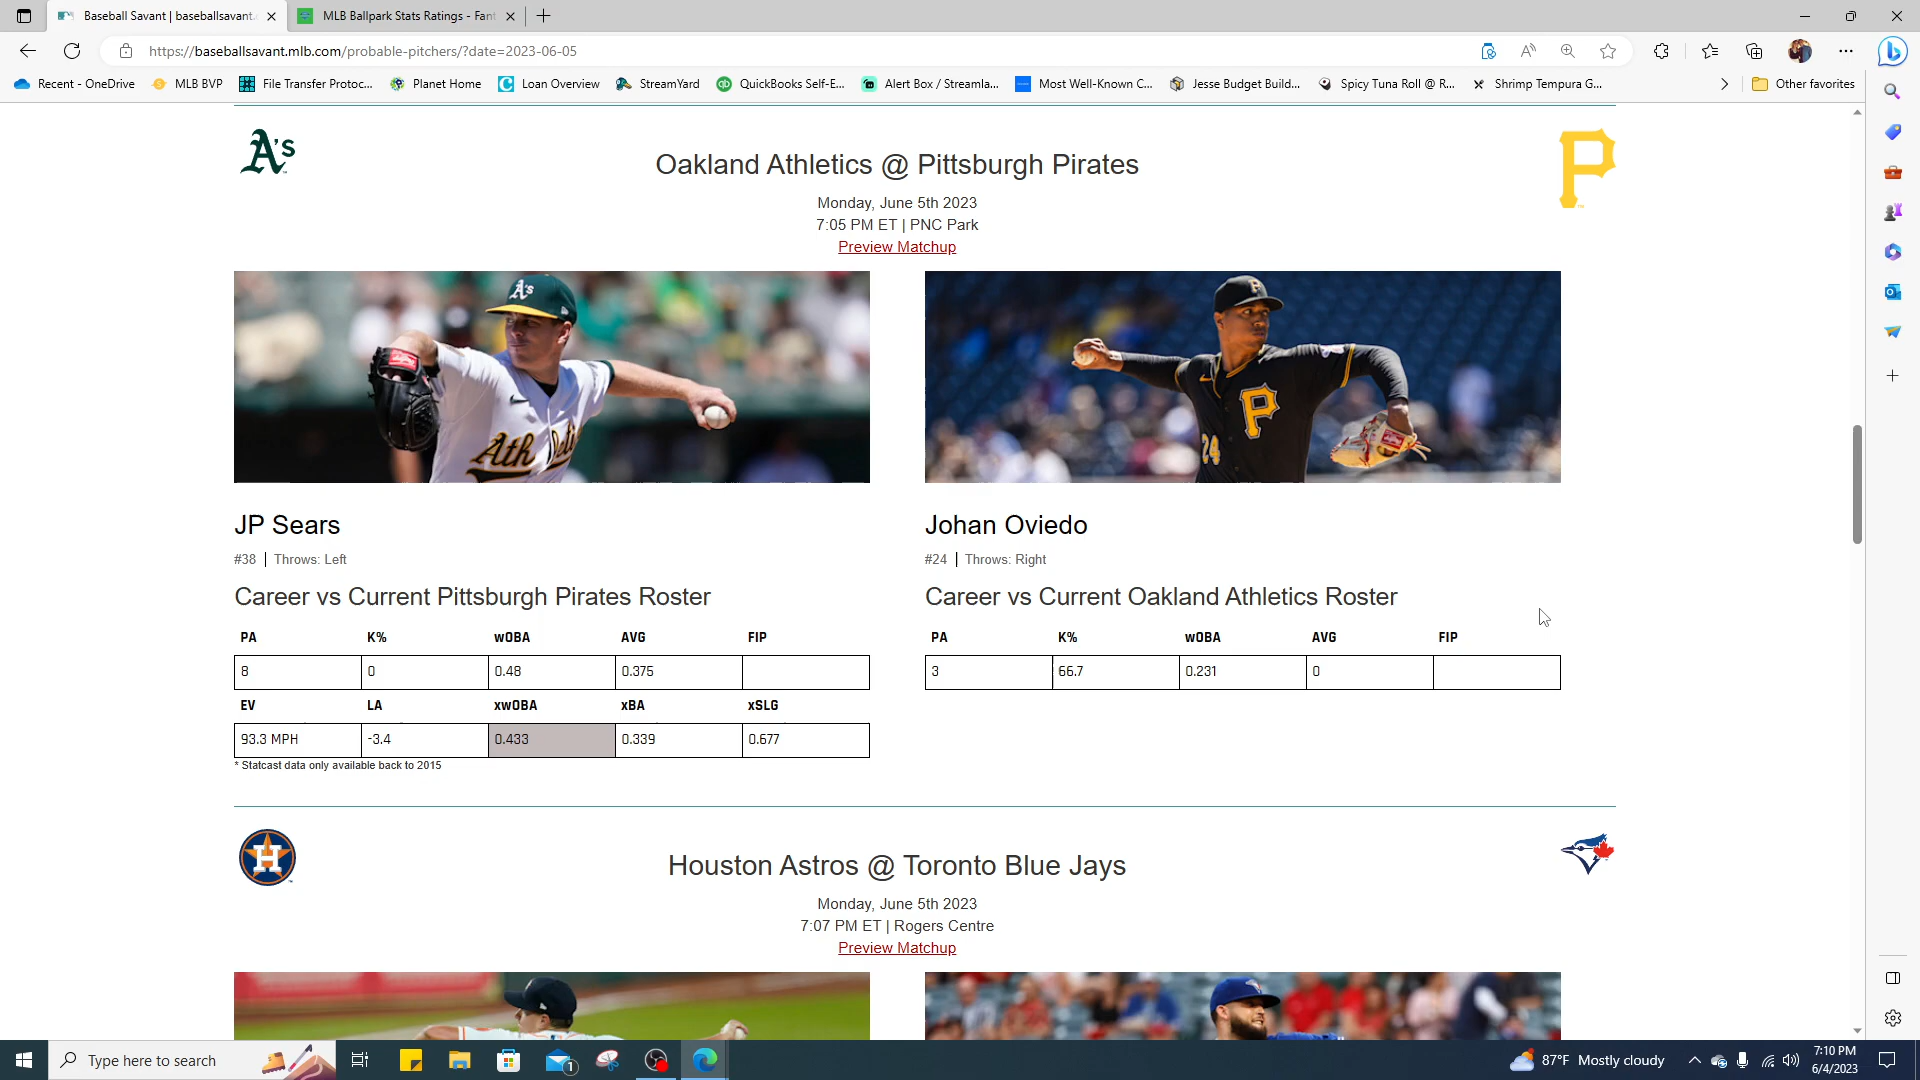 Baseball Savant | baseballsavant.
MLB Ballpark Stats Ratings - Fant
https://baseballsavant.mlb.com/probable-pitchers/?date=2023-06-05
Recent - OneDrive
MLB BVP
File Transfer Protoc...
Planet Home
Loan Overview
StreamYard
QuickBooks Self-E...
Alert Box / Streamla...
Most Well-Known C...
Jesse Budget Build...
Spicy Tuna Roll @ R...
Shrimp Tempura G...
Other favorites
A's
Oakland Athletics @ Pittsburgh Pirates
P
Monday, June 5th 2023
7:05 PM ET | PNC Park
Preview Matchup
A's
P
P
24
JP Sears
#38 | Throws: Left
Career vs Current Pittsburgh Pirates Roster
PA K% wOBA AVG FIP
8 0 0.48 0.375
EV LA xwOBA xBA xSLG
93.3 MPH -3.4 0.433 0.339 0.677
* Statcast data only available back to 2015
Johan Oviedo
#24 | Throws: Right
Career vs Current Oakland Athletics Roster
PA K% wOBA AVG FIP
3 66.7 0.231 0
H
Houston Astros @ Toronto Blue Jays
Monday, June 5th 2023
7:07 PM ET | Rogers Centre
Preview Matchup
Type here to search
1
87°F Mostly cloudy
7:10 PM
6/4/2023